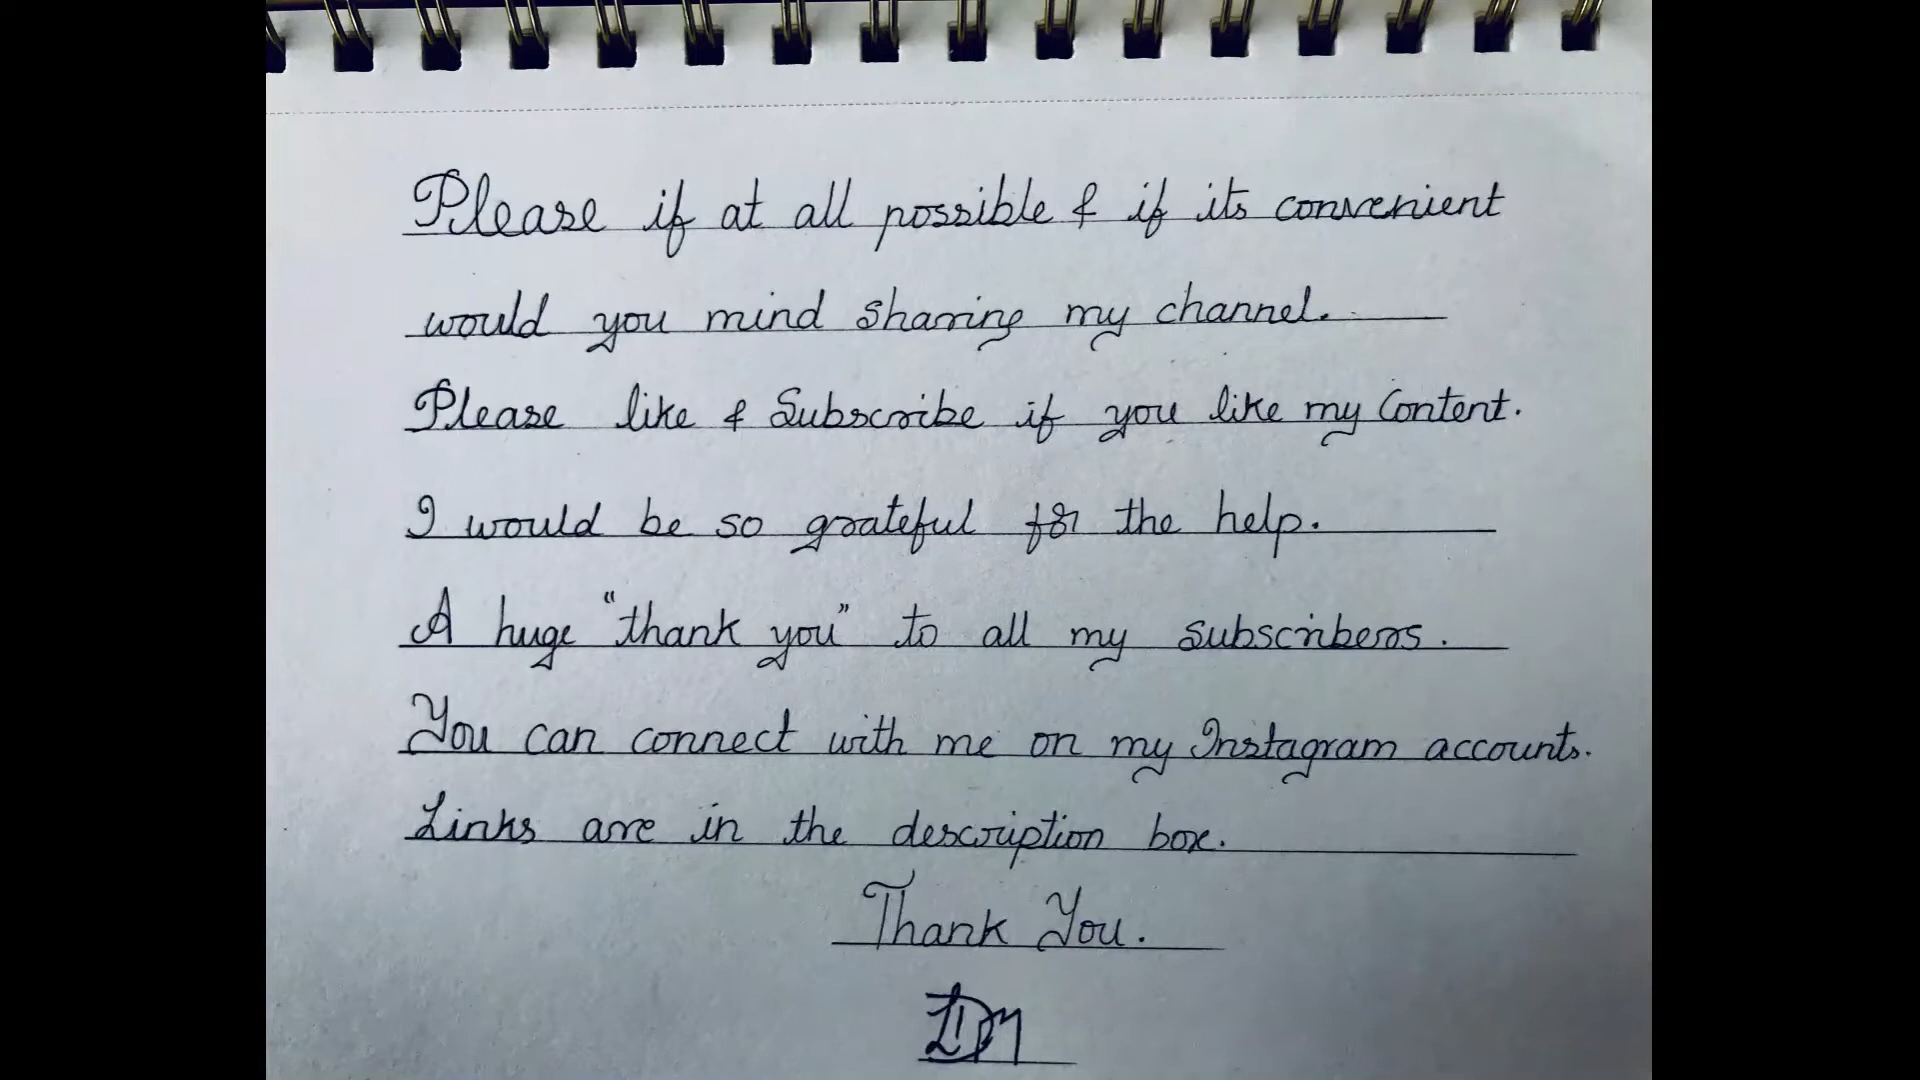 Please if at all possible & if its convenient
would you mind sharing my channel.
Please like & Subscribe if you like my Content.
I would be so grateful for the help.
A huge "thank you" to all my subscribers.
You can connect with me on my Instagram accounts.
Links are in the description box.
Thank You.